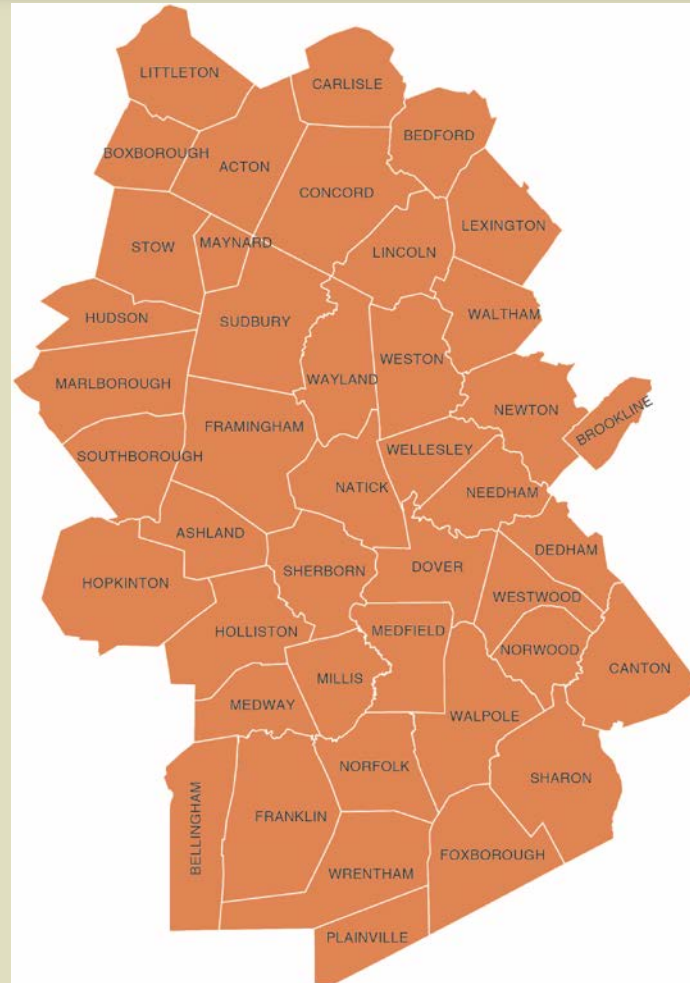 LITTLETON
CARLISLE
BEDFORD
BOXBOROUGH
ACTON
CONCORD
LEXINGTON
STOW
MAYNARD
LINCOLN
HUDSON
SUDBURY
WALTHAM
MARLBOROUGH
WAYLAND
WESTON
NEWTON
BROOKLINE
SOUTHBOROUGH
FRAMINGHAM
WELLESLEY
NATICK
NEEDHAM
ASHLAND
DEDHAM
HOPKINTON
SHERBORN
DOVER
WESTWOOD
HOLLISTON
MEDFIELD
NORWOOD
CANTON
MILLIS
MEDWAY
WALPOLE
NORFOLK
SHARON
BELLINGHAM
FRANKLIN
FOXBOROUGH
WRENTHAM
PLAINVILLE